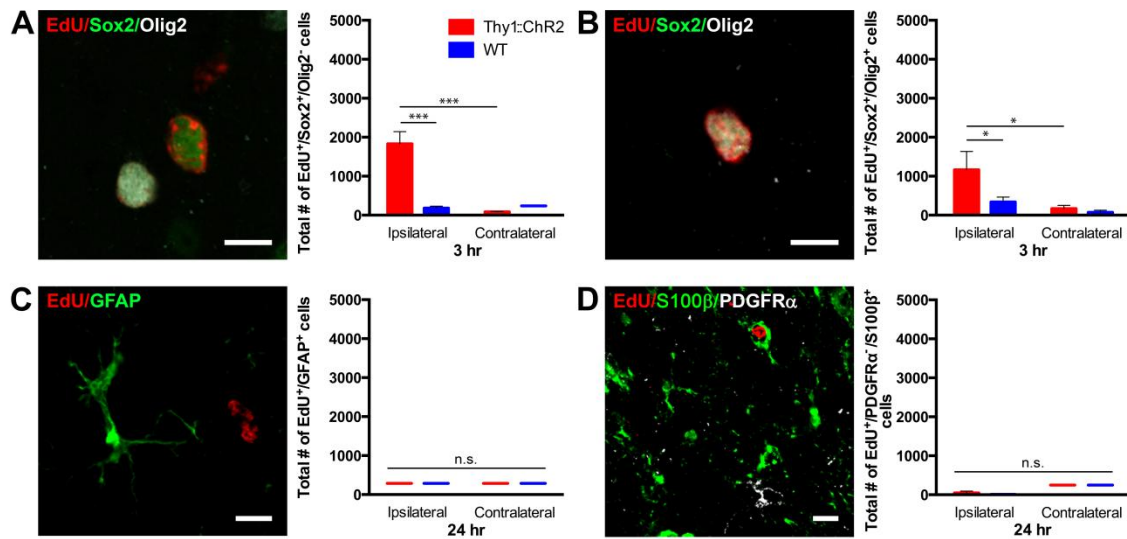 A
EdU/Sox2/Olig2
Total # of EdU⁺/Sox2⁺/Olig2⁻ cells
5000
4000
3000
2000
1000
0
Thy1::ChR2
WT
***
***
Ipsilateral Contralateral
3 hr
B
EdU/Sox2/Olig2
Total # of EdU⁺/Sox2⁺/Olig2⁺ cells
5000
4000
3000
2000
1000
0
*
*
Ipsilateral Contralateral
3 hr
C
EdU/GFAP
Total # of EdU⁺/GFAP⁺ cells
5000
4000
3000
2000
1000
0
n.s.
Ipsilateral Contralateral
24 hr
D
EdU/S100β/PDGFRα
Total # of EdU⁺/PDGFRα⁻/S100β⁺
cells
5000
4000
3000
2000
1000
0
n.s.
Ipsilateral Contralateral
24 hr